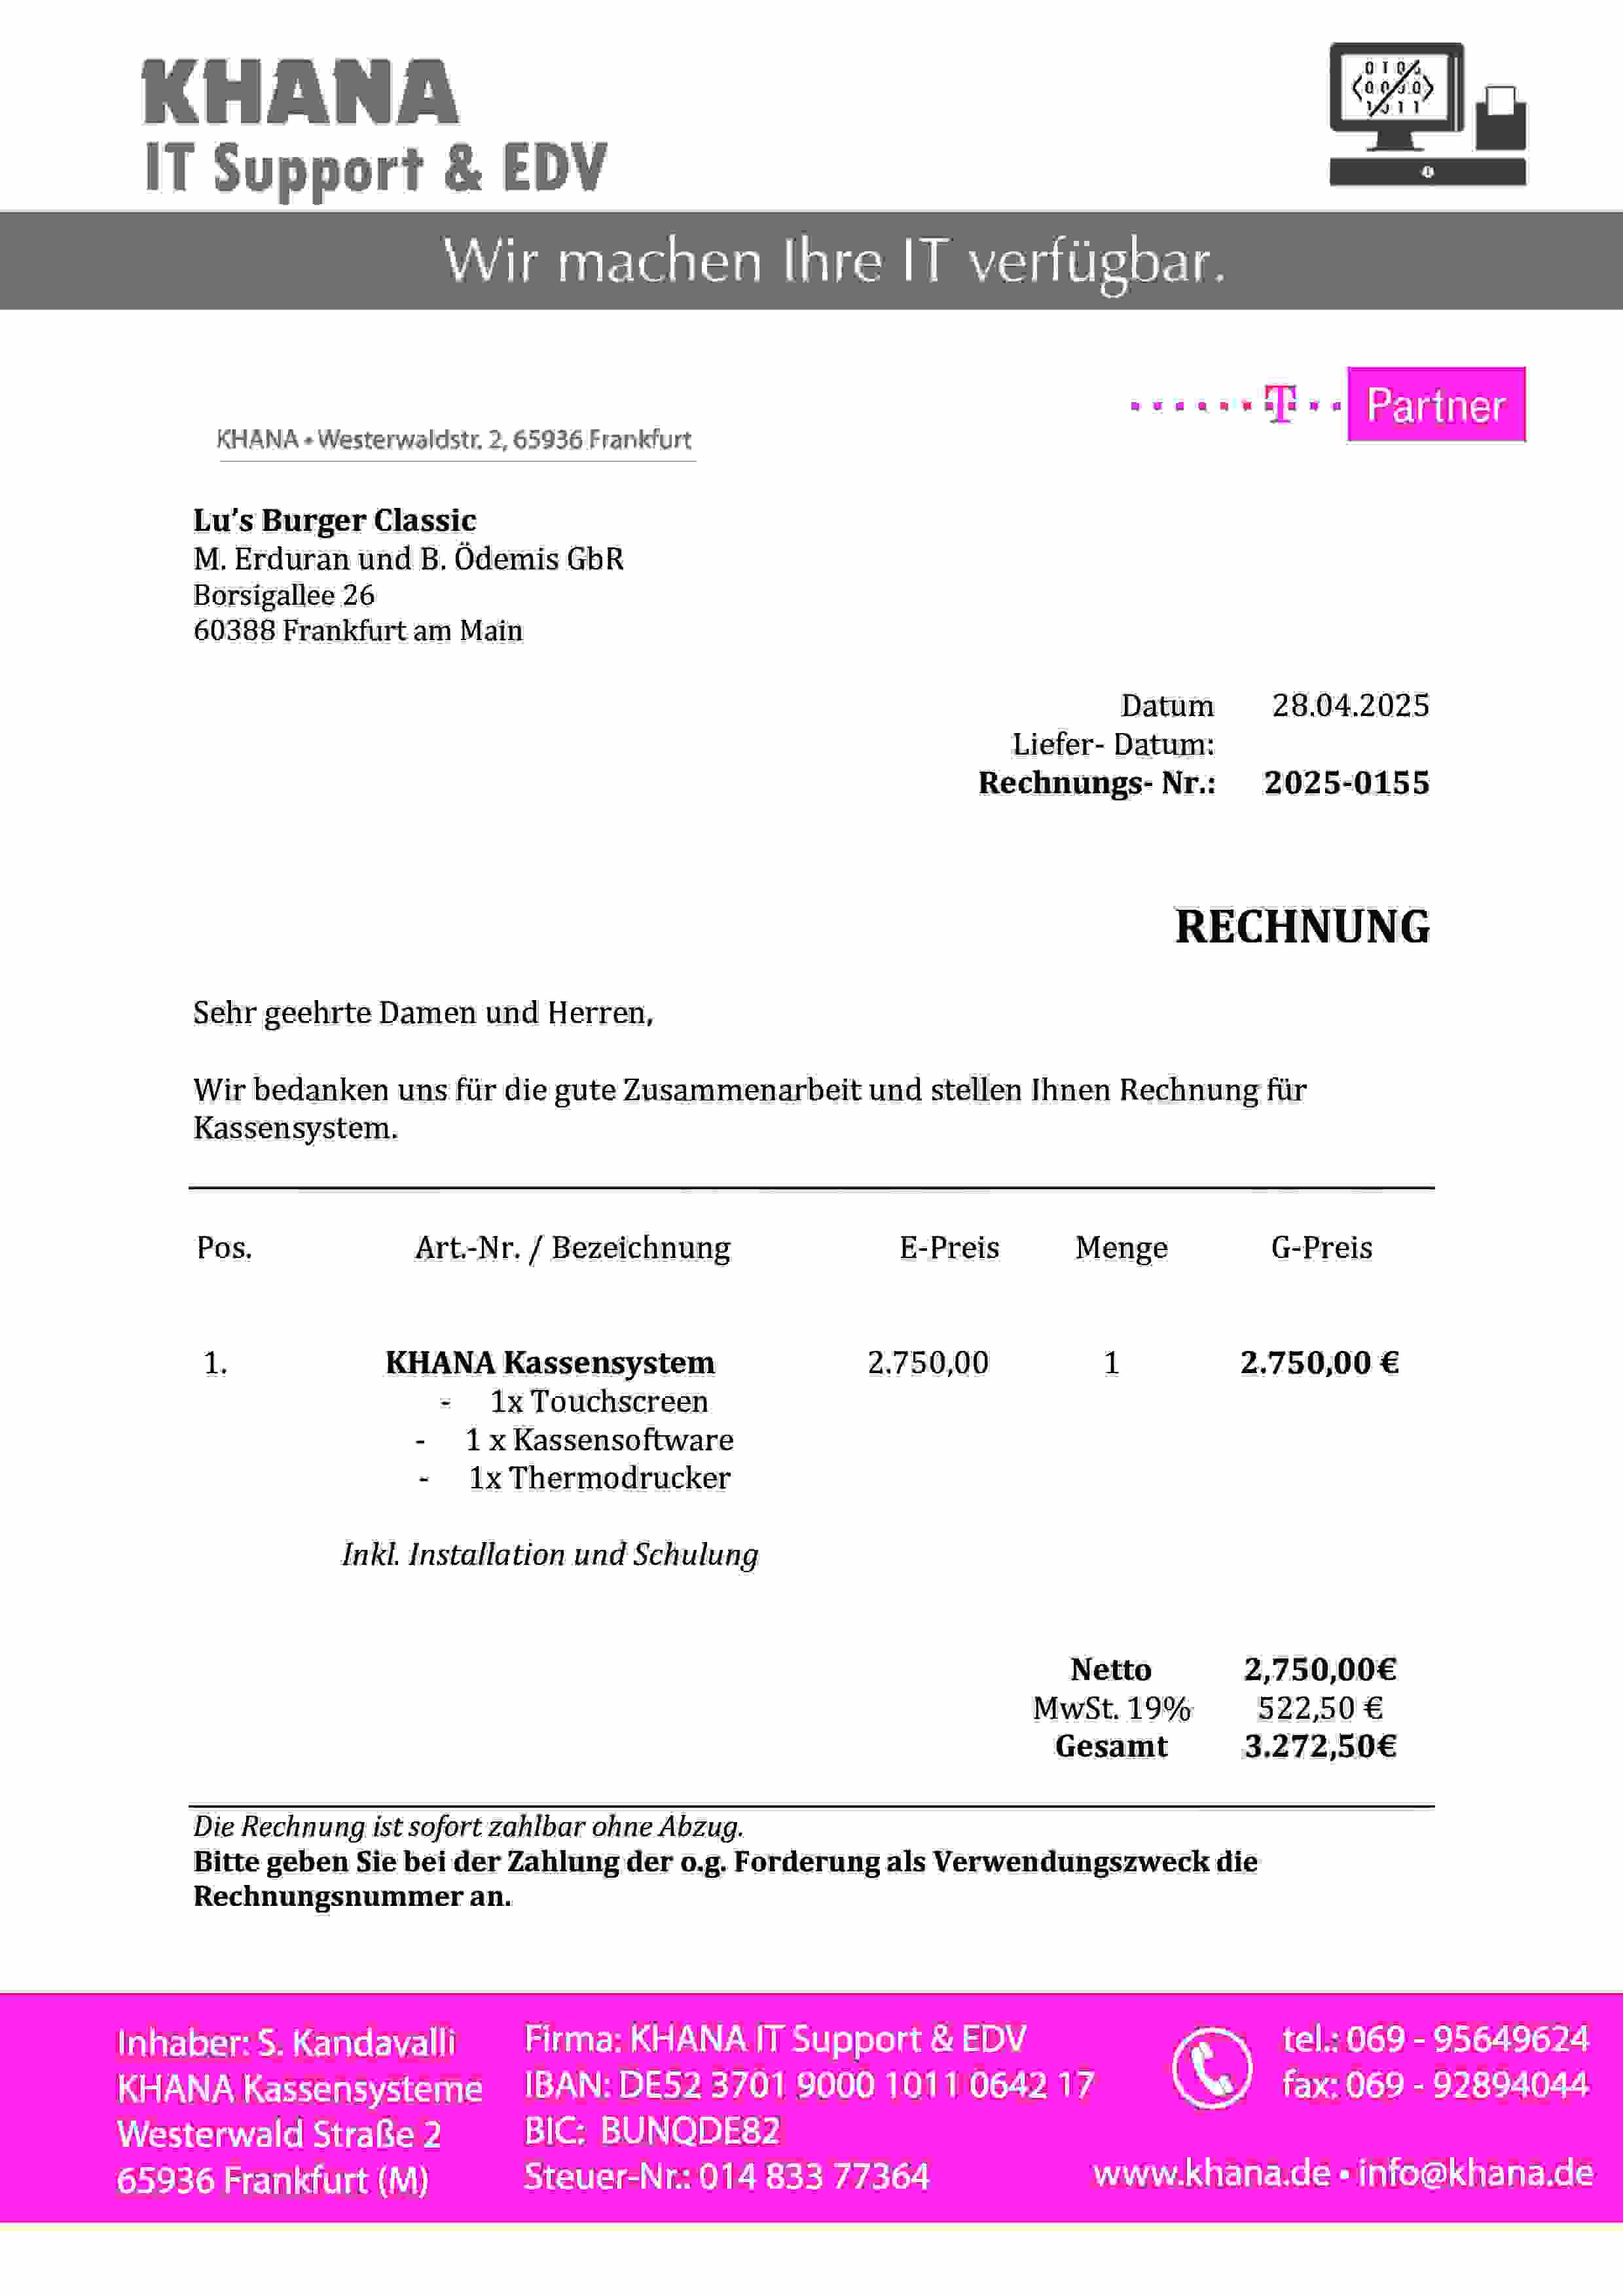 KHANA
IT Support & EDV
Wir machen Ihre IT verfügbar.
T Partner
KHANA • Westerwaldstr. 2, 65936 Frankfurt
Lu’s Burger Classic
M. Erduran und B. Ödemis GbR
Borsigallee 26
60388 Frankfurt am Main
Datum 28.04.2025
Liefer- Datum:
Rechnungs- Nr.: 2025-0155
RECHNUNG
Sehr geehrte Damen und Herren,
Wir bedanken uns für die gute Zusammenarbeit und stellen Ihnen Rechnung für
Kassensystem.
Pos. Art.-Nr. / Bezeichnung E-Preis Menge G-Preis
1. KHANA Kassensystem 2.750,00 1 2.750,00 €
- 1x Touchscreen
- 1 x Kassensoftware
- 1x Thermodrucker
Inkl. Installation und Schulung
Netto 2,750,00€
MwSt. 19% 522,50 €
Gesamt 3.272,50€
Die Rechnung ist sofort zahlbar ohne Abzug.
Bitte geben Sie bei der Zahlung der o.g. Forderung als Verwendungszweck die
Rechnungsnummer an.
Inhaber: S. Kandavalli
KHANA Kassensysteme
Westerwald Straße 2
65936 Frankfurt (M)
Firma: KHANA IT Support & EDV
IBAN: DE52 3701 9000 1011 0642 17
BIC: BUNQDE82
Steuer-Nr.: 014 833 77364
tel.: 069 - 95649624
fax: 069 - 92894044
www.khana.de • info@khana.de